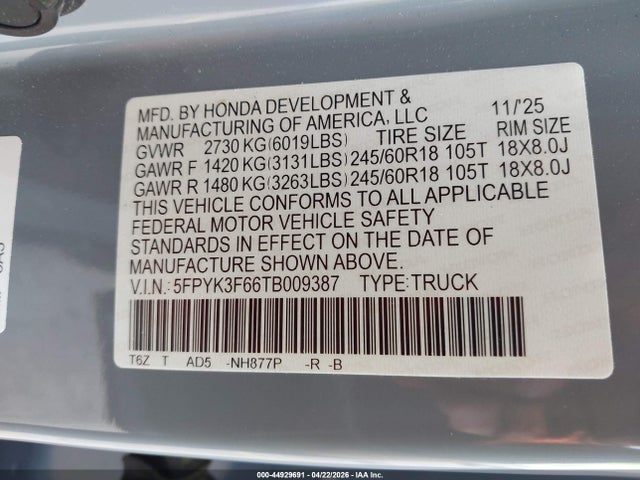 MFD. BY HONDA DEVELOPMENT &
MANUFACTURING OF AMERICA, LLC 11/'25
GVWR 2730 KG(6019LBS) TIRE SIZE RIM SIZE
GAWR F 1420 KG(3131LBS)245/60R18 105T 18X8.0J
GAWR R 1480 KG(3263LBS)245/60R18 105T 18X8.0J
THIS VEHICLE CONFORMS TO ALL APPLICABLE
FEDERAL MOTOR VEHICLE SAFETY
STANDARDS IN EFFECT ON THE DATE OF
MANUFACTURE SHOWN ABOVE.
V.I.N.: 5FPYK3F66TB009387 TYPE:TRUCK
T6Z T AD5 -NH877P -R -B
000-44929691 - 04/22/2026 - IAA Inc.